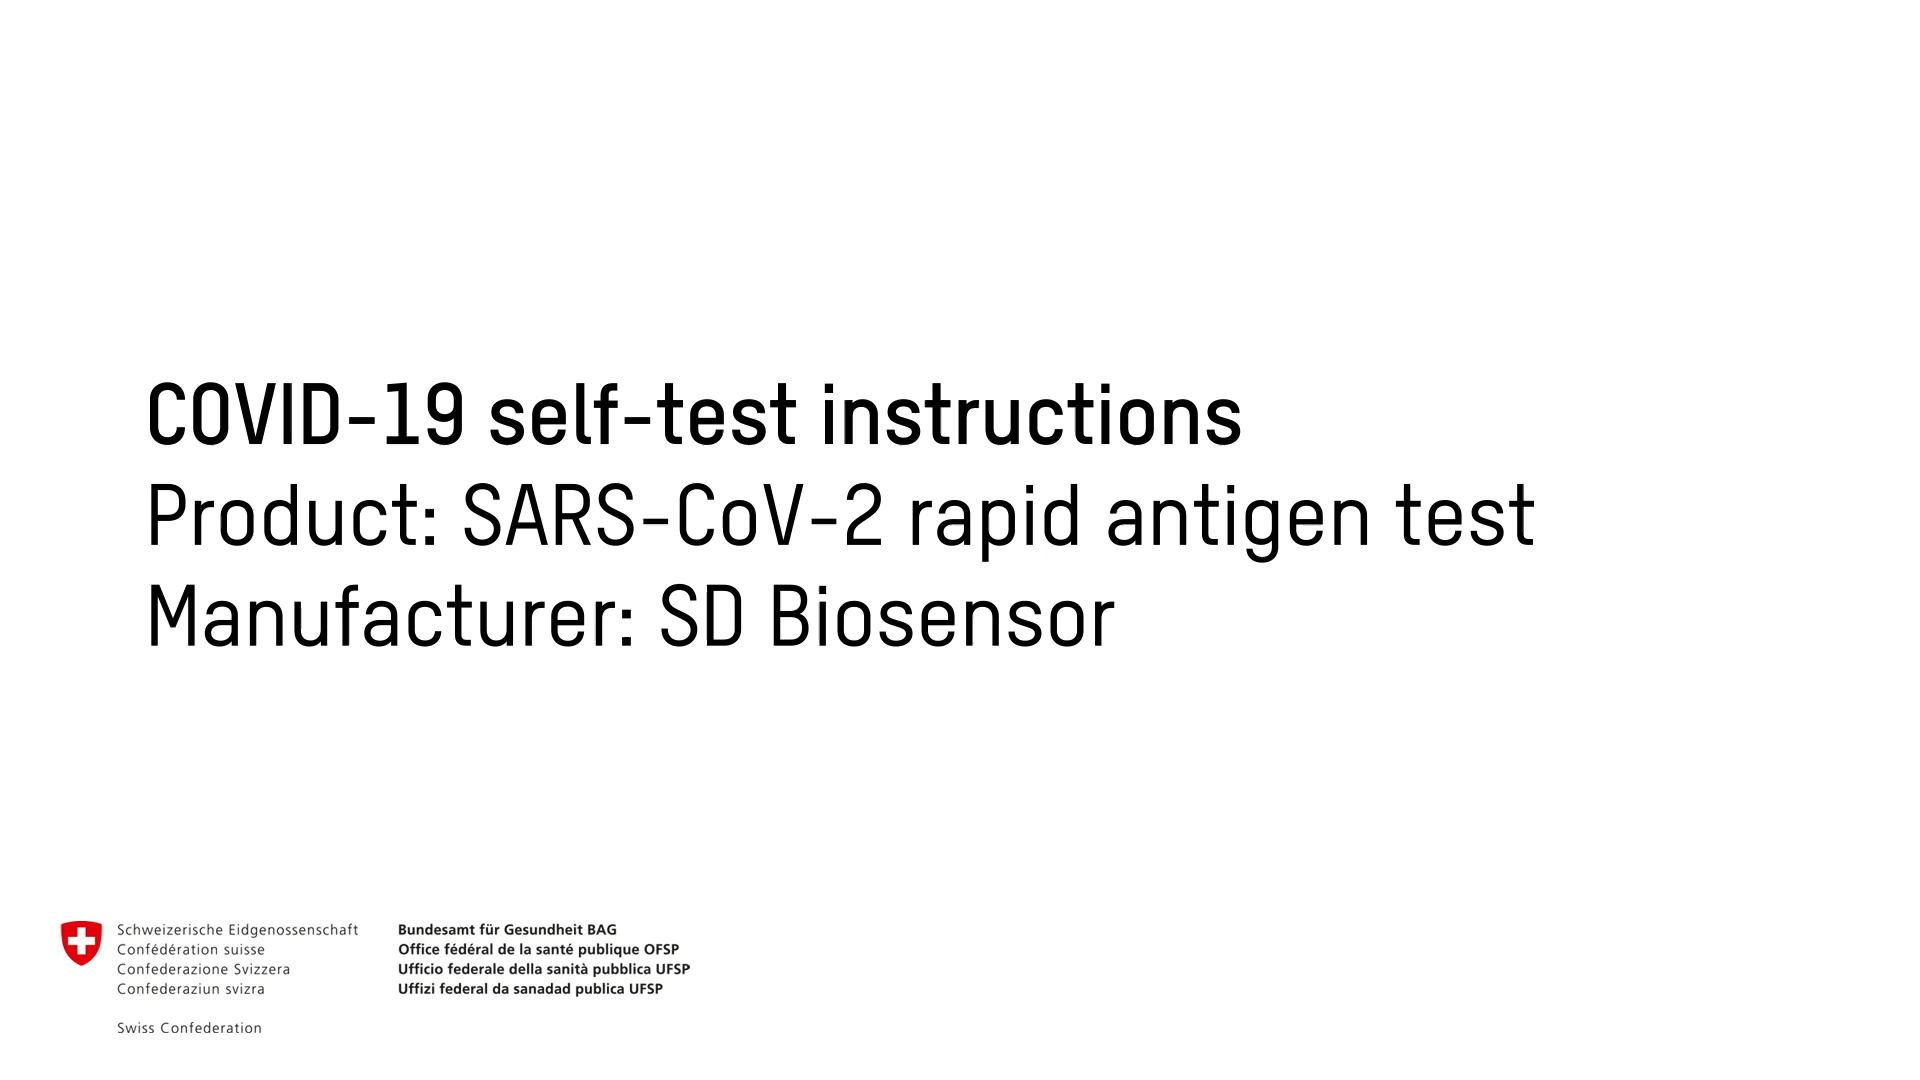 COVID-19 self-test instructions
Product: SARS-CoV-2 rapid antigen test
Manufacturer: SD Biosensor
Schweizerische Eidgenossenschaft
Confédération suisse
Confederazione Svizzera
Confederaziun svizra
Swiss Confederation
Bundesamt für Gesundheit BAG
Office fédéral de la santé publique OFSP
Ufficio federale della sanità pubblica UFSP
Uffizi federal da sanadad publica UFSP